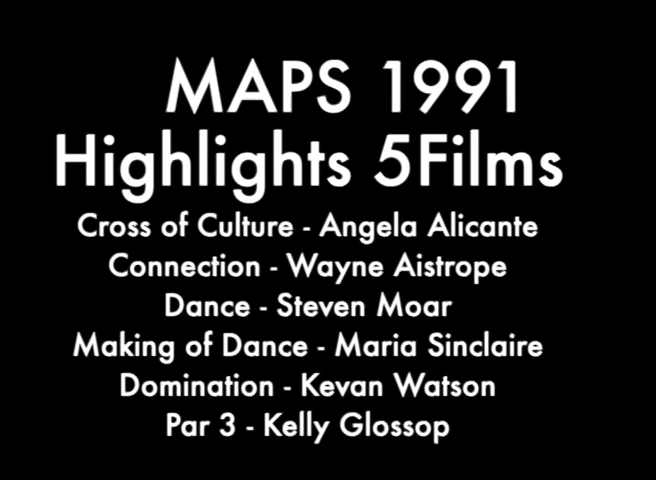 MAPS 1991
Highlights 5Films
Cross of Culture - Angela Alicante
Connection - Wayne Aistrope
Dance - Steven Moar
Making of Dance - Maria Sinclaire
Domination - Kevan Watson
Par 3 - Kelly Glossop